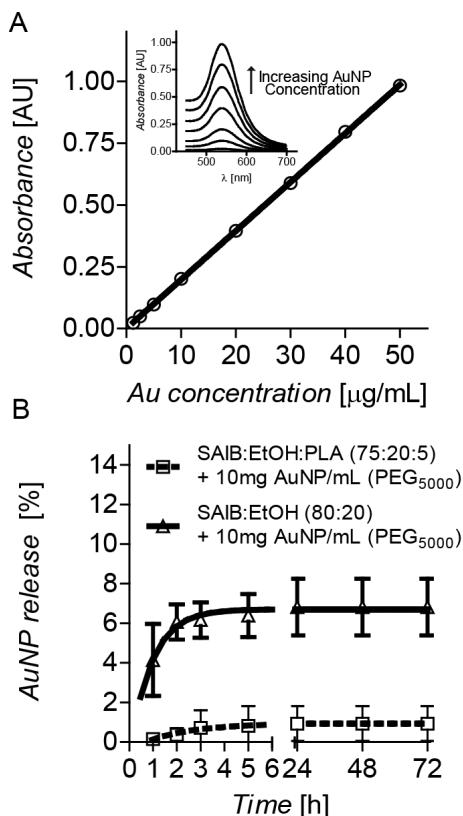 A
1.00
0.75
0.50
0.25
0.00
Absorbance [AU]
0 10 20 30 40 50
Au concentration [μg/mL]
1.00
0.75
0.50
0.25
0.00
Absorbance [AU]
500 600 700
λ [nm]
Increasing AuNP
Concentration
B
SAIB:EtOH:PLA (75:20:5)
+ 10mg AuNP/mL (PEG5000)
SAIB:EtOH (80:20)
+ 10mg AuNP/mL (PEG5000)
14
12
10
8
6
4
2
0
AuNP release [%]
0 1 2 3 4 5 6 24 48 72
Time [h]